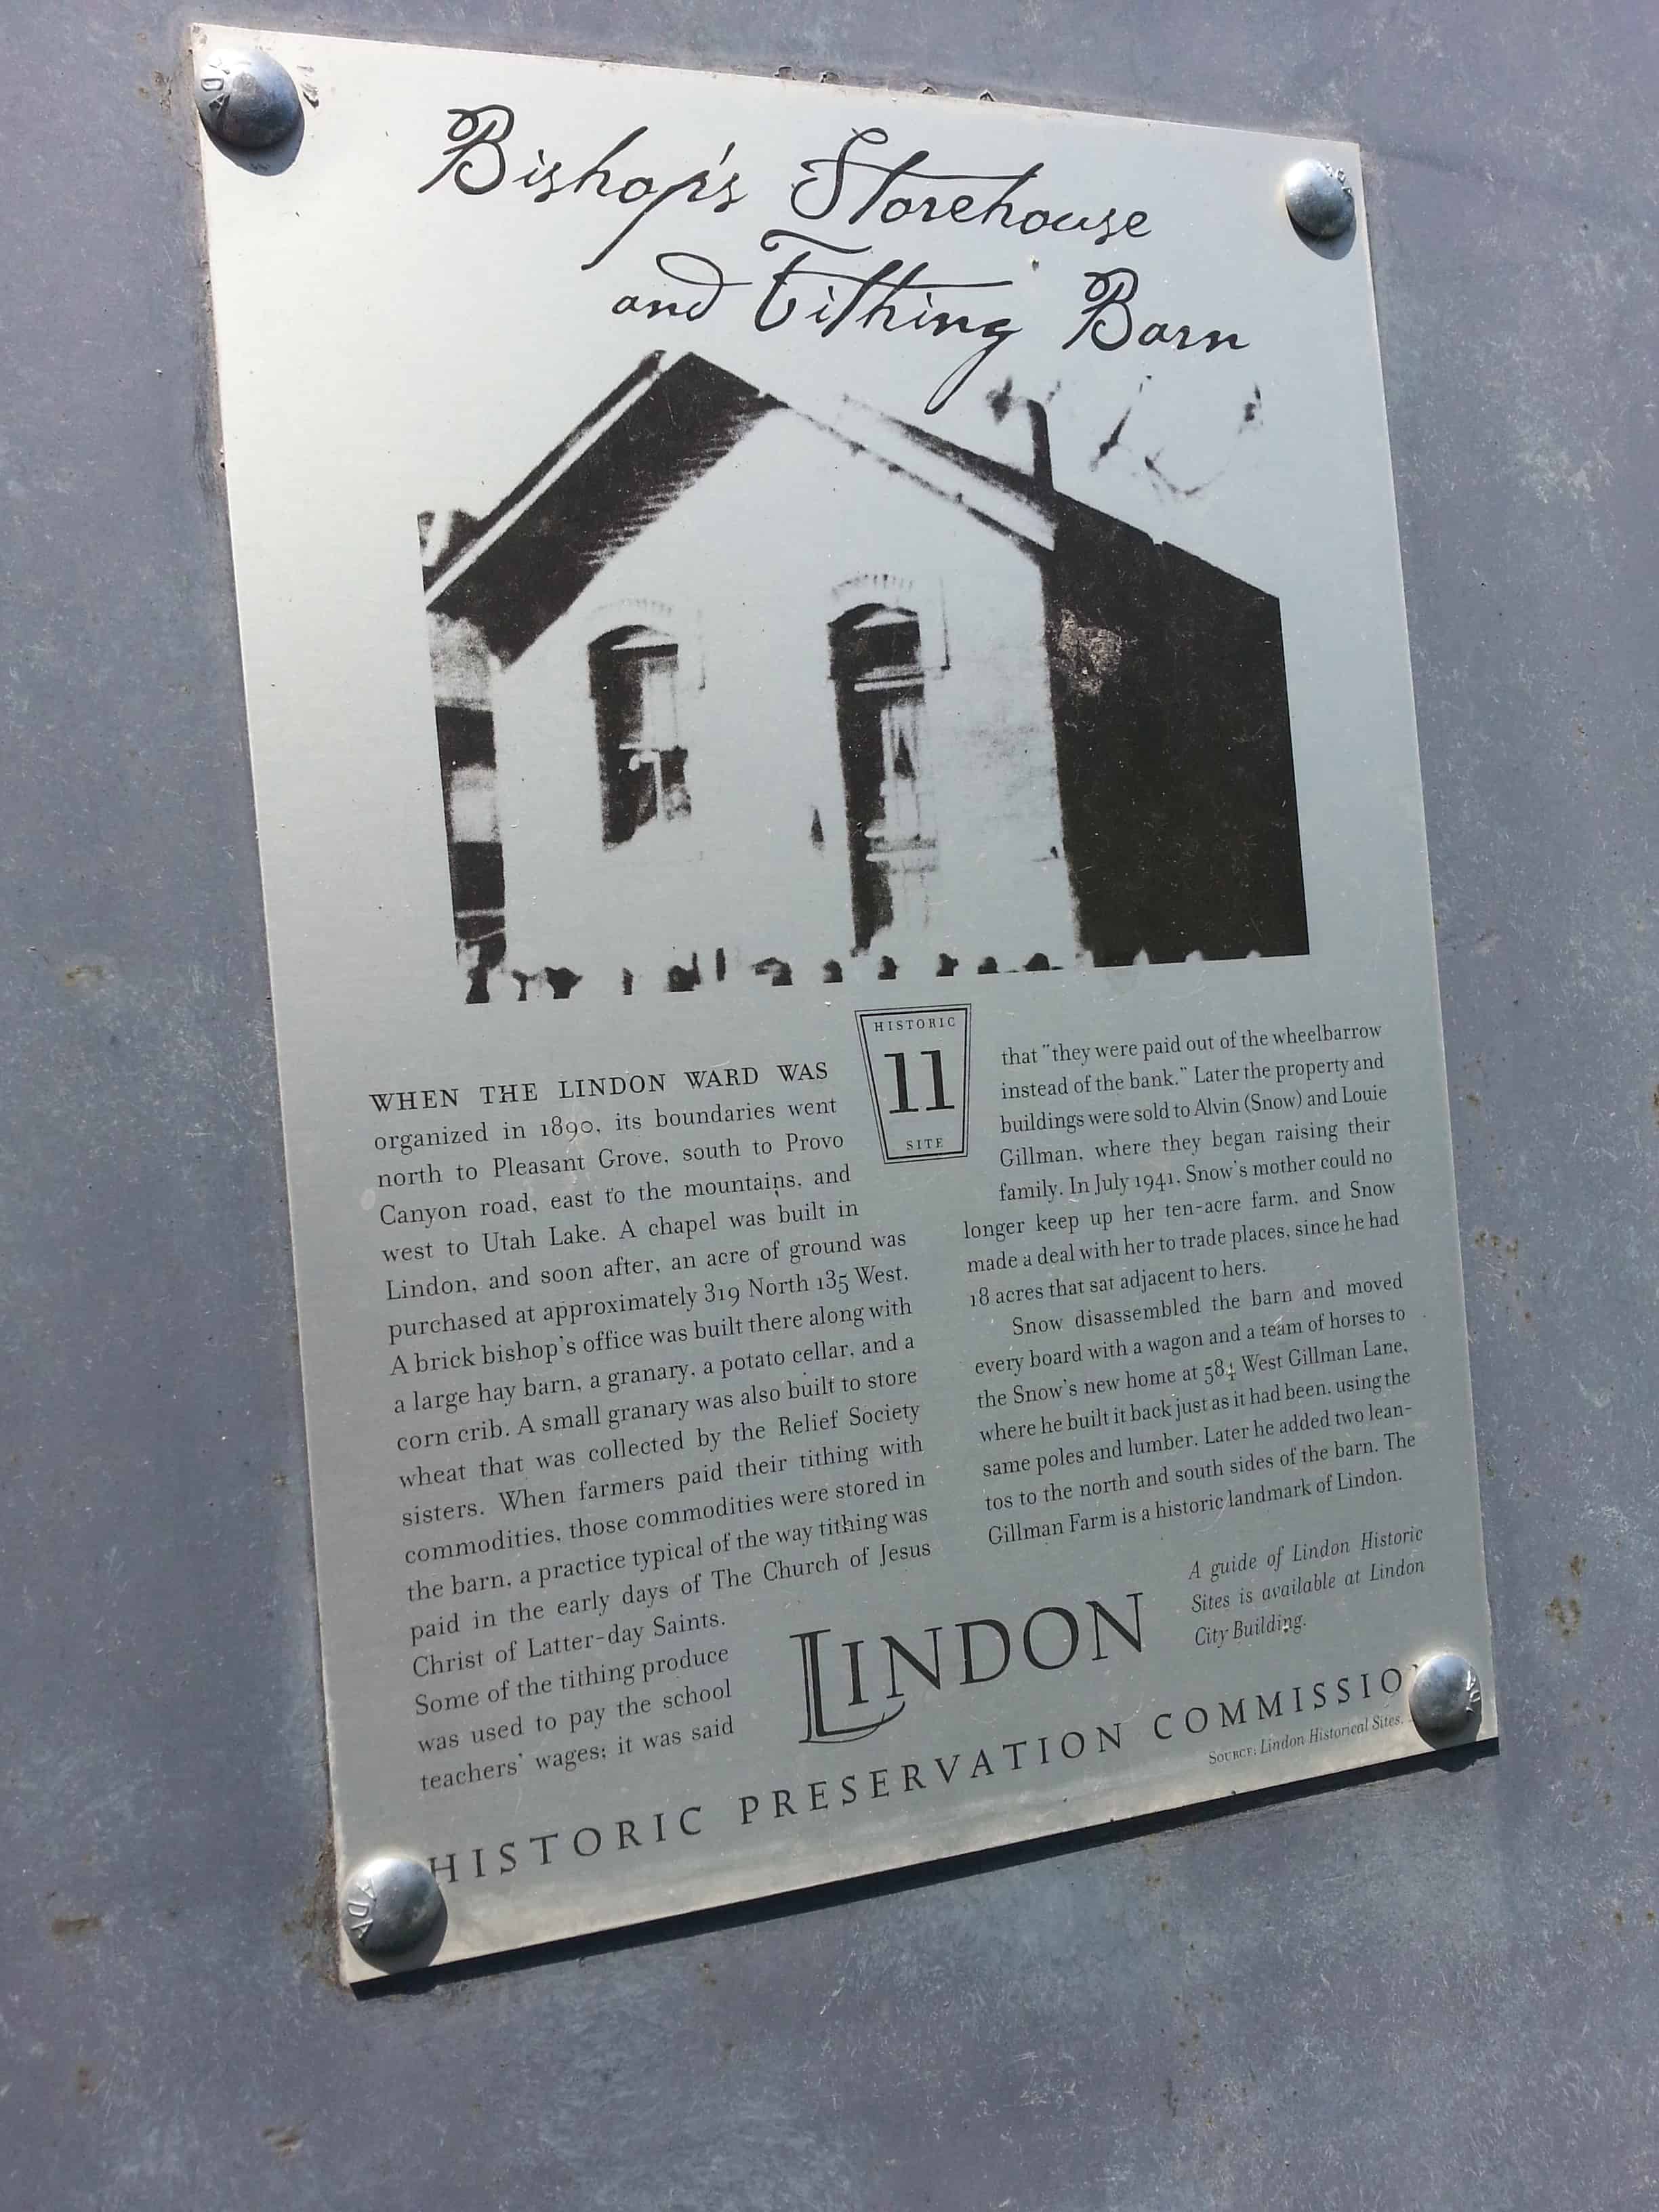 Bishop's Storehouse
and Tithing Barn
HISTORIC
11
SITE
WHEN THE LINDON WARD WAS
organized in 1890, its boundaries went
north to Pleasant Grove, south to Provo
Canyon road, east to the mountains, and
west to Utah Lake. A chapel was built in
Lindon, and soon after, an acre of ground was
purchased at approximately 319 North 135 West.
A brick bishop's office was built there along with
a large hay barn, a granary, a potato cellar, and a
corn crib. A small granary was also built to store
wheat that was collected by the Relief Society
sisters. When farmers paid their tithing with
commodities, those commodities were stored in
the barn, a practice typical of the way tithing was
paid in the early days of The Church of Jesus
Christ of Latter-day Saints.
Some of the tithing produce
was used to pay the school
teachers' wages; it was said
that "they were paid out of the wheelbarrow
instead of the bank." Later the property and
buildings were sold to Alvin (Snow) and Louie
Gillman, where they began raising their
family. In July 1941, Snow's mother could no
longer keep up her ten-acre farm, and Snow
made a deal with her to trade places, since he had
18 acres that sat adjacent to hers.
Snow disassembled the barn and moved
every board with a wagon and a team of horses to
the Snow's new home at 584 West Gillman Lane,
where he built it back just as it had been, using the
same poles and lumber. Later he added two lean-
tos to the north and south sides of the barn. The
Gillman Farm is a historic landmark of Lindon.
A guide of Lindon Historic
Sites is available at Lindon
City Building.
LINDON
HISTORIC PRESERVATION COMMISSIO
SOURCE: Lindon Historical Sites,